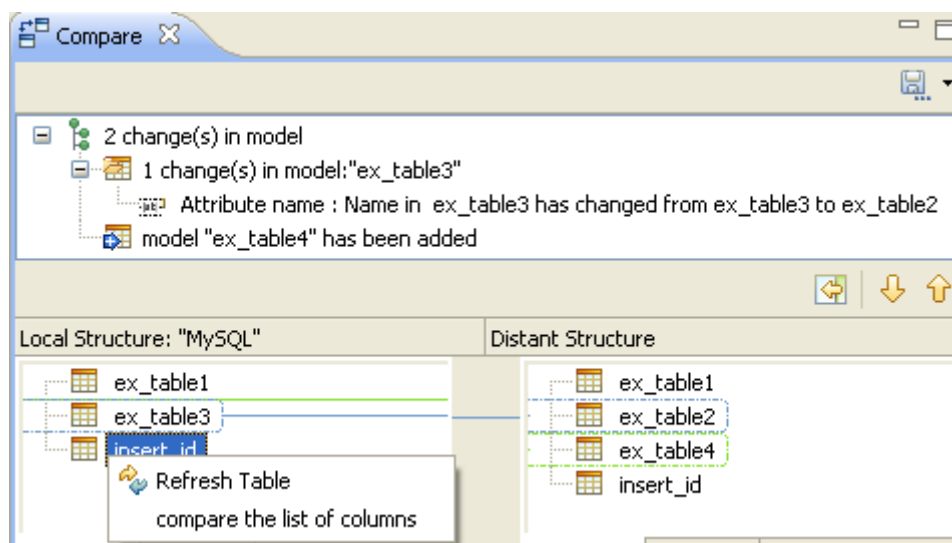 Compare
2 change(s) in model
1 change(s) in model:"ex_table3"
Attribute name : Name in ex_table3 has changed from ex_table3 to ex_table2
model "ex_table4" has been added
Local Structure: "MySQL"
Distant Structure
ex_table1
ex_table3
insert_id
Refresh Table
compare the list of columns
ex_table1
ex_table2
ex_table4
insert_id